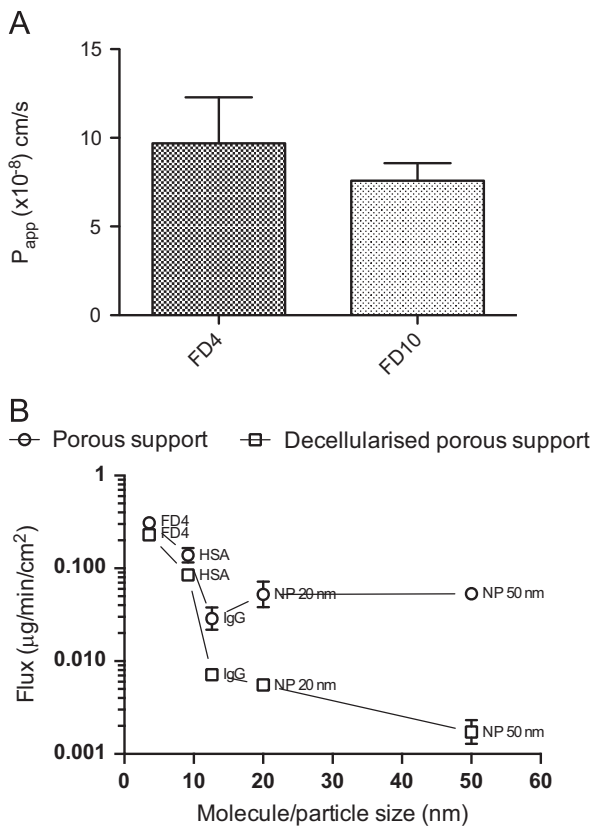 A
15
10
5
0
Papp (x10-8) cm/s
FD4
FD10
B
Porous support
Decellularised porous support
1
0.100
0.010
0.001
Flux (µg/min/cm2)
FD4
FD4
HSA
HSA
IgG
NP 20 nm
NP 50 nm
IgG
NP 20 nm
NP 50 nm
0 10 20 30 40 50 60
Molecule/particle size (nm)